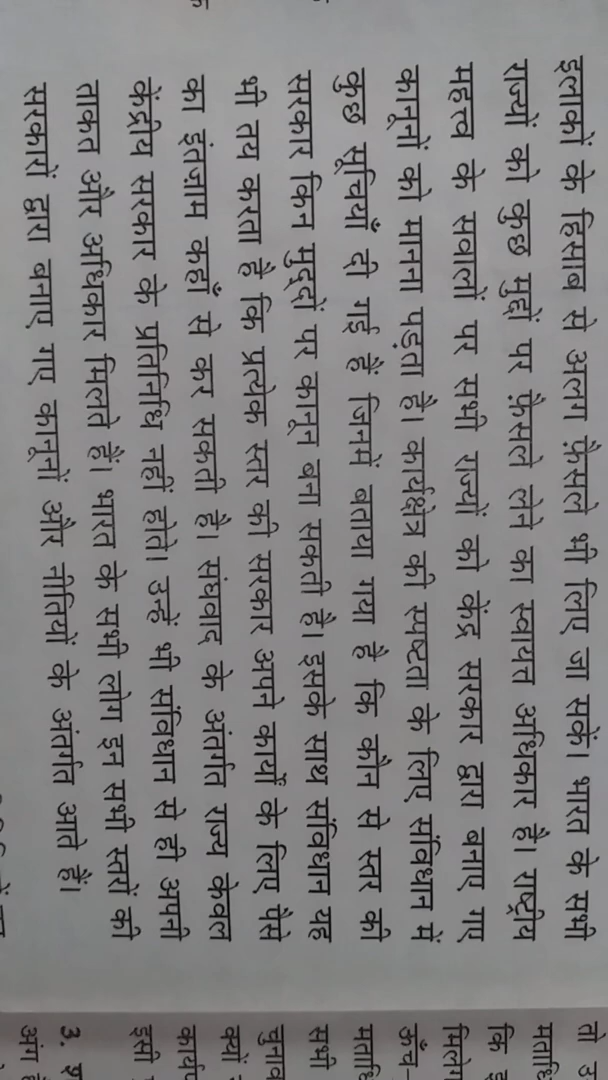 इलाकों के हिसाब से अलग फ़ैसले भी लिए जा सकें। भारत के सभी
राज्यों को कुछ मुद्दों पर फ़ैसले लेने का स्वायत्त अधिकार है। राष्ट्रीय
महत्त्व के सवालों पर सभी राज्यों को केंद्र सरकार द्वारा बनाए गए
कानूनों को मानना पड़ता है। कार्यक्षेत्र की स्पष्टता के लिए संविधान में
कुछ सूचियाँ दी गई हैं जिनमें बताया गया है कि कौन से स्तर की
सरकार किन मुद्दों पर कानून बना सकती है। इसके साथ संविधान यह
भी तय करता है कि प्रत्येक स्तर की सरकार अपने कार्यों के लिए पैसे
का इंतजाम कहाँ से कर सकती है। संघवाद के अंतर्गत राज्य केवल
केंद्रीय सरकार के प्रतिनिधि नहीं होते। उन्हें भी संविधान से ही अपनी
ताकत और अधिकार मिलते हैं। भारत के सभी लोग इन सभी स्तरों की
सरकारों द्वारा बनाए गए कानूनों और नीतियों के अंतर्गत आते हैं।
तो
कि
सभी
चुनाव
क्यों
इसी
3.
अंग